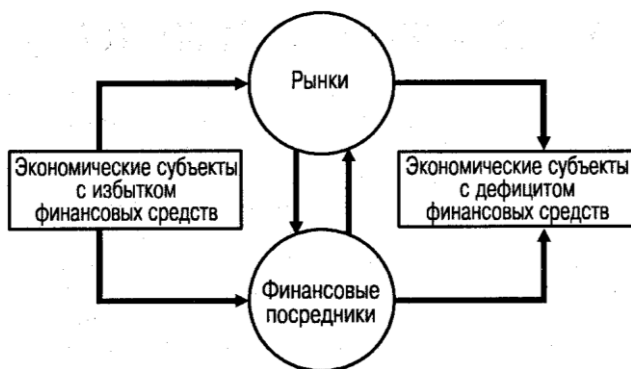 Рынки
Экономические субъекты
с избытком
финансовых средств
Экономические субъекты
с дефицитом
финансовых средств
Финансовые
посредники